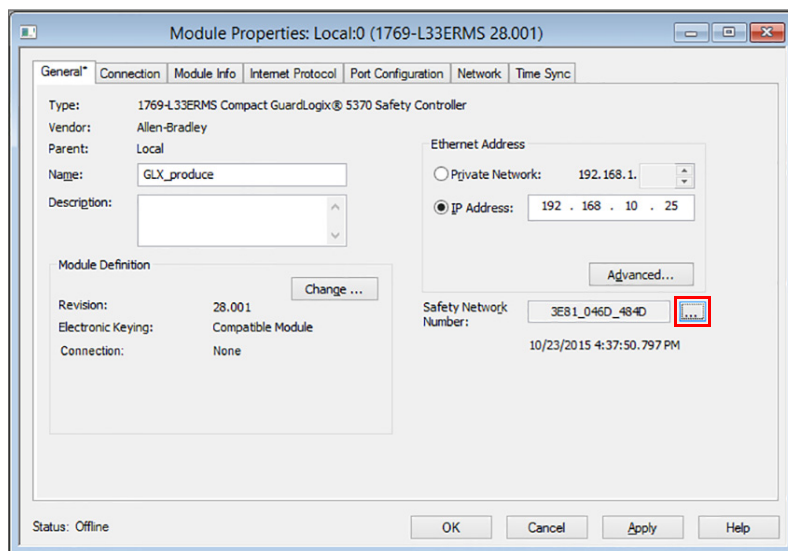 Module Properties: Local:0 (1769-L33ERMS 28.001)
General* Connection Module Info Internet Protocol Port Configuration Network Time Sync
Type: 1769-L33ERMS Compact GuardLogix® 5370 Safety Controller
Vendor: Allen-Bradley
Parent: Local
Name: GLX_produce
Description:
Ethernet Address
Private Network: 192.168.1.
IP Address: 192 . 168 . 10 . 25
Advanced...
Module Definition
Change ...
Revision: 28.001
Electronic Keying: Compatible Module
Connection: None
Safety Network
Number: 3E81_046D_484D ...
10/23/2015 4:37:50.797 PM
Status: Offline OK Cancel Apply Help